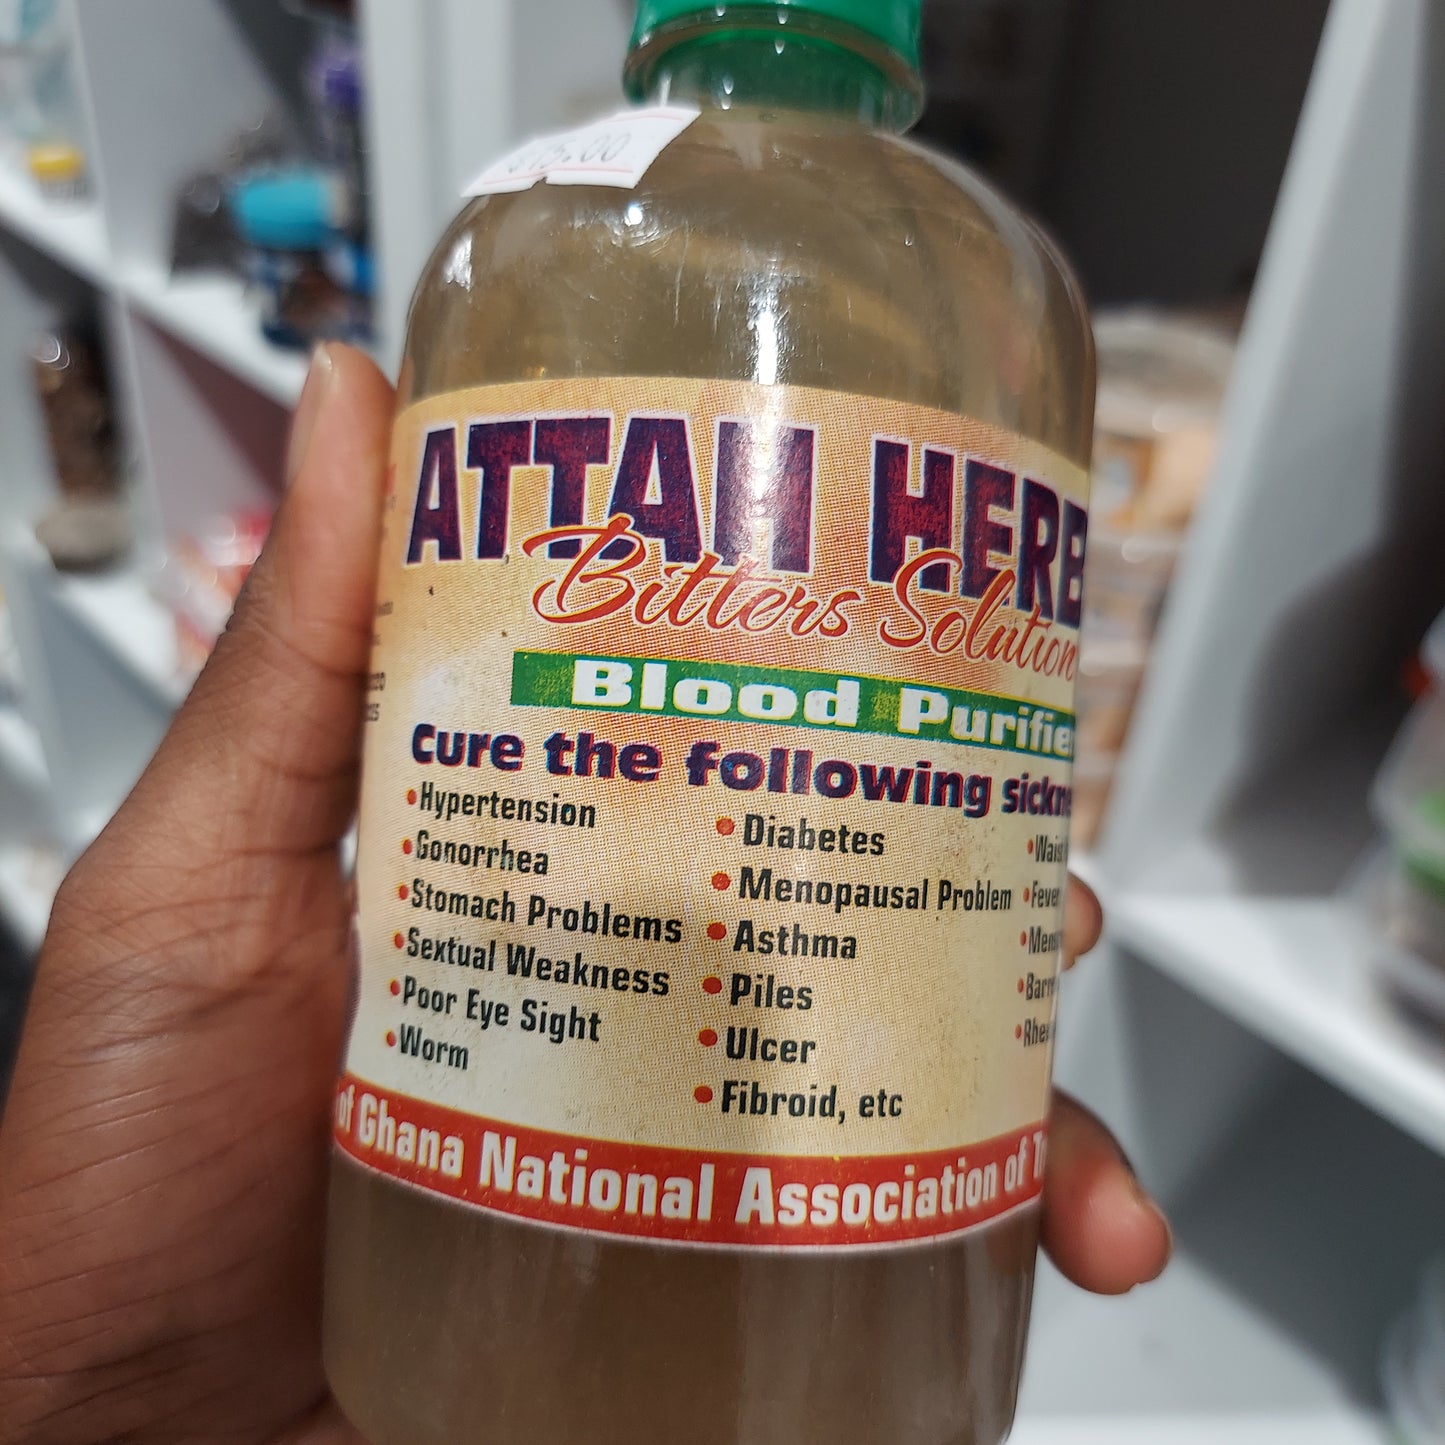 ATTAH HERB
Bitters Solution
Blood Purifier
Cure the following
•Hypertension
•Gonorrhea
•Stomach Problems
•Sextual Weakness
•Poor Eye Sight
•Worm
•Diabetes
•Menopausal Problem
•Asthma
•Piles
•Ulcer
•Fibroid, etc
•Fever
of Ghana National Association of